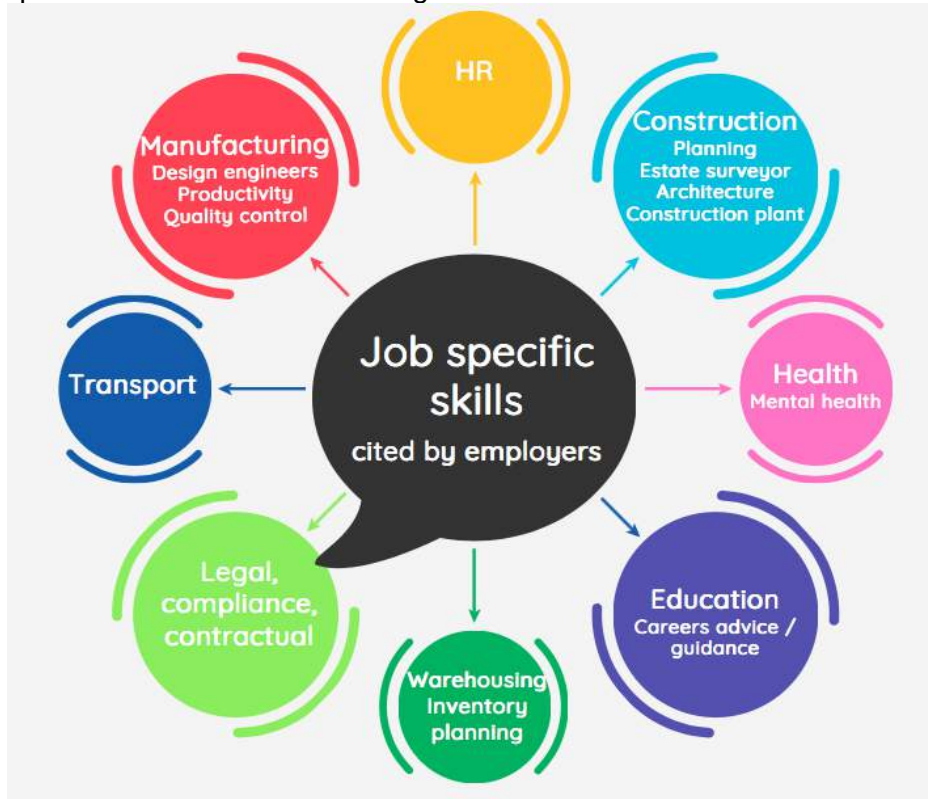 HR
Manufacturing
Design engineers
Productivity
Quality control
Construction
Planning
Estate surveyor
Architecture
Construction plant
Job specific
skills
cited by employers
Transport
Health
Mental health
Legal,
compliance,
contractual
Education
Careers advice /
guidance
Warehousing
Inventory
planning